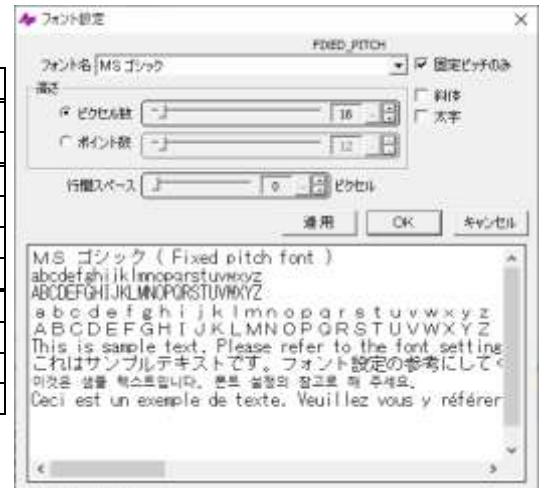 フォント設定
FIXED_PITCH
フォント名 MS ゴシック 固定ピッチのみ
高さ
斜体
ピクセル数 16
太字
ポイント数 12
行間スペース 0 ピクセル
適用 OK キャンセル
MS ゴシック ( Fixed pitch font )
abcdefghijklmnopqrstuvwxyz
ABCDEFGHIJKLMNOPQRSTUVWXYZ
ａｂｃｄｅｆｇｈｉｊｋｌｍｎｏｐｑｒｓｔｕｖｗｘｙｚ
ＡＢＣＤＥＦＧＨＩＪＫＬＭＮＯＰＱＲＳＴＵＶＷＸＹＺ
This is sample text. Please refer to the font setting
これはサンプルテキストです。フォント設定の参考にして
이것은 샘플 텍스트입니다. 폰트 설정의 참고로 해 주세요.
Ceci est un exemple de texte. Veuillez vous y référer